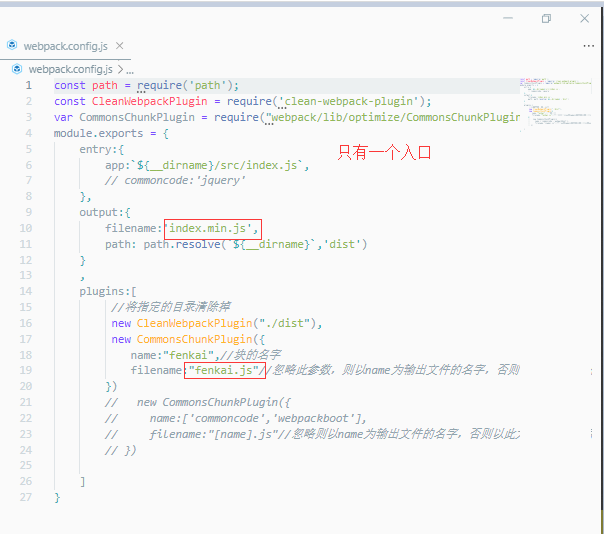 webpack.config.js
webpack.config.js > ...
1 const path = require('path');
2 const CleanWebpackPlugin = require('clean-webpack-plugin');
3 var CommonsChunkPlugin = require("webpack/lib/optimize/CommonsChunkPlugin
4 module.exports = {
5 entry:{
只有一个入口
6 app:`${__dirname}/src/index.js`,
7 // commoncode:'jquery'
8 },
9 output:{
10 filename:'index.min.js',
11 path: path.resolve(`${__dirname}`,'dist')
12 }
13 ,
14 plugins:[
15 //将指定的目录清除掉
16 new CleanWebpackPlugin("./dist"),
17 new CommonsChunkPlugin({
18 name:"fenkai",//块的名字
19 filename:"fenkai.js"//忽略此参数，则以name为输出文件的名字，否则
20 })
21 // new CommonsChunkPlugin({
22 // name:['commoncode','webpackboot'],
23 // filename:"[name].js"//忽略则以name为输出文件的名字，否则以此
24 // })
25
26 ]
27 }